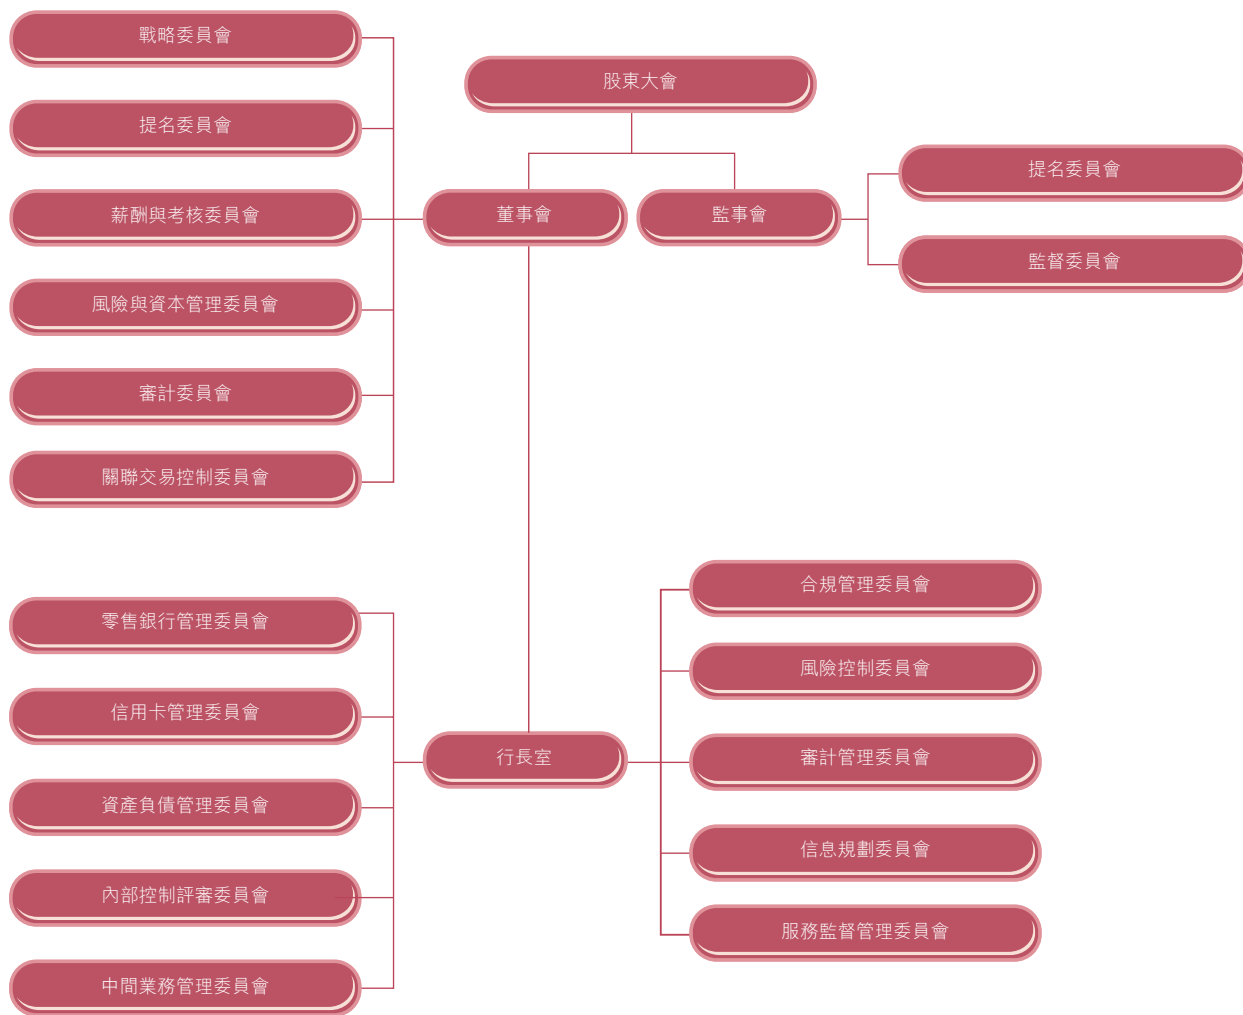 股東大會
董事會
監事會
戰略委員會
提名委員會
薪酬與考核委員會
風險與資本管理委員會
審計委員會
關聯交易控制委員會
提名委員會
監督委員會
行長室
零售銀行管理委員會
信用卡管理委員會
資產負債管理委員會
內部控制評審委員會
中間業務管理委員會
合規管理委員會
風險控制委員會
審計管理委員會
信息規劃委員會
服務監督管理委員會